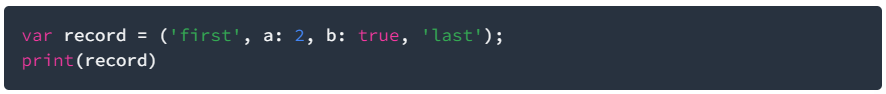 var record = ('first', a: 2, b: true, 'last');
print(record)